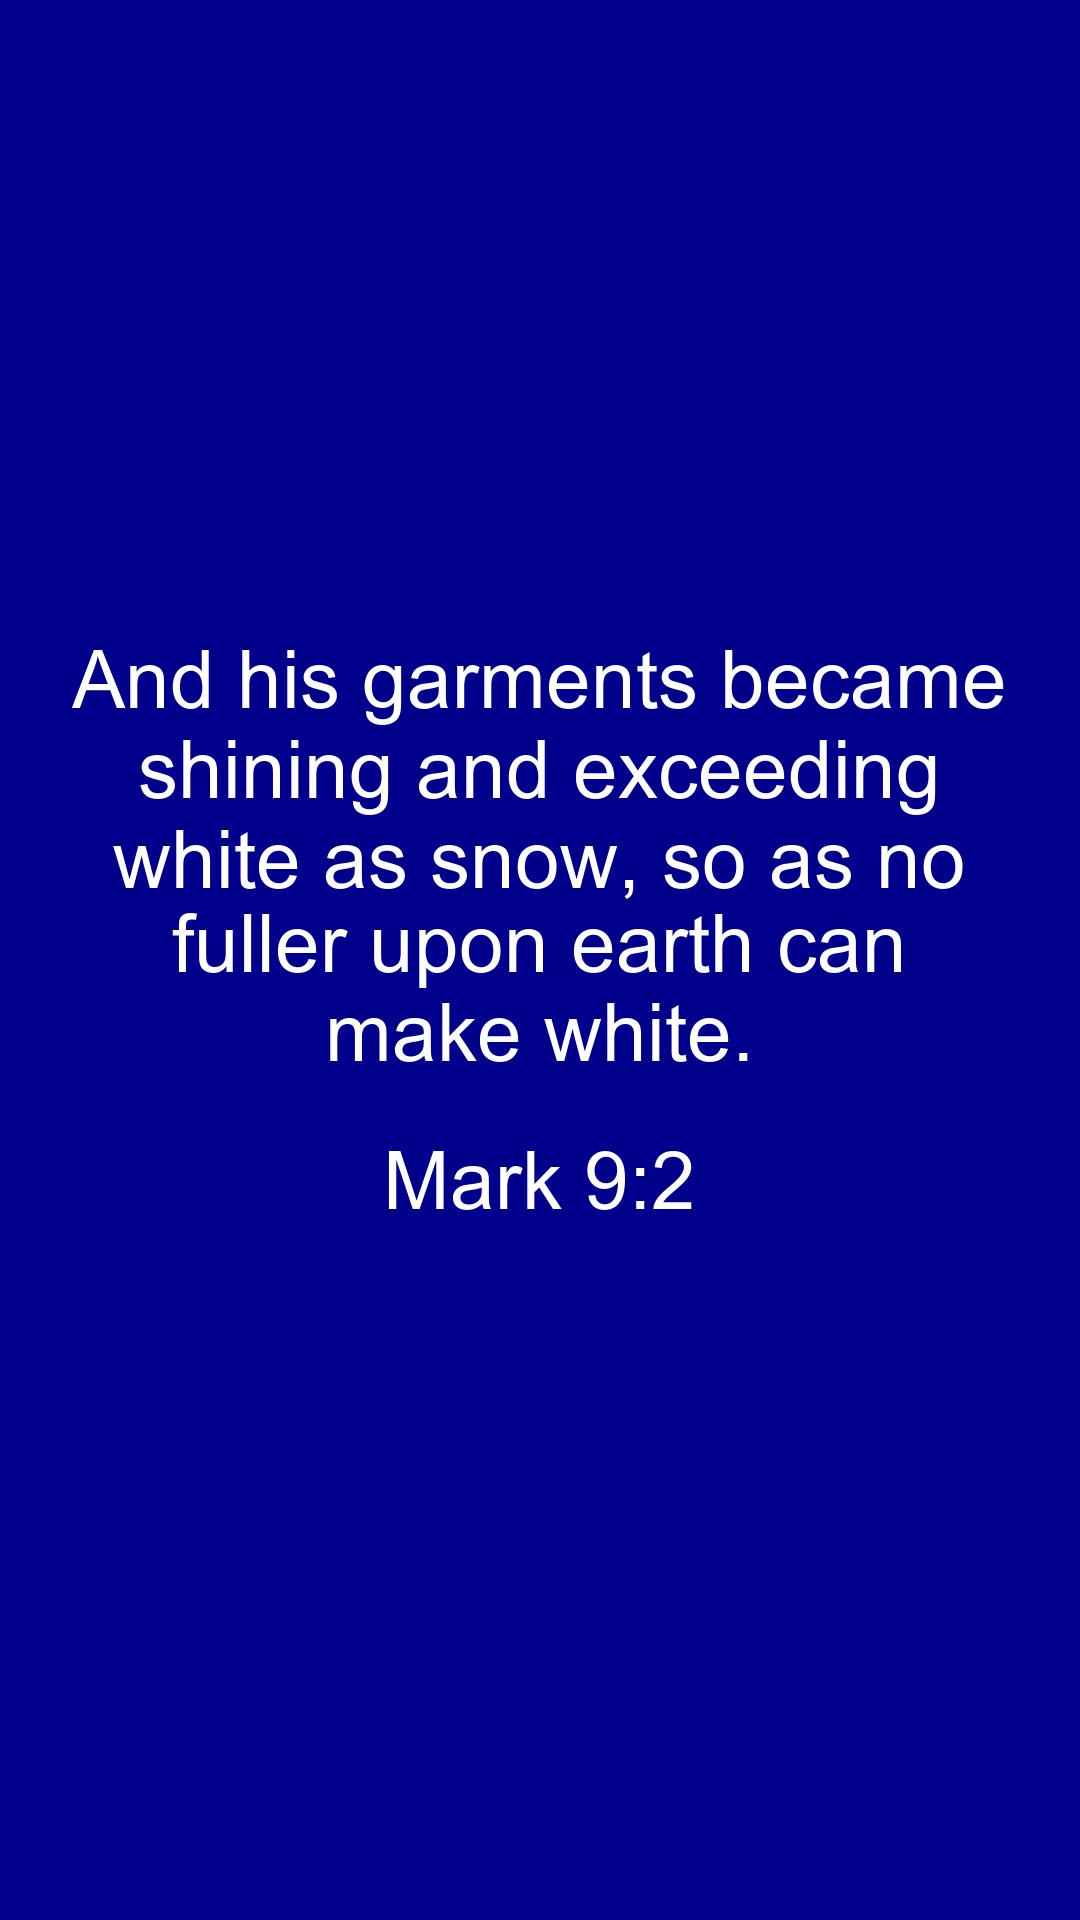 And his garments became
shining and exceeding
white as snow, so as no
fuller upon earth can
make white.
Mark 9:2